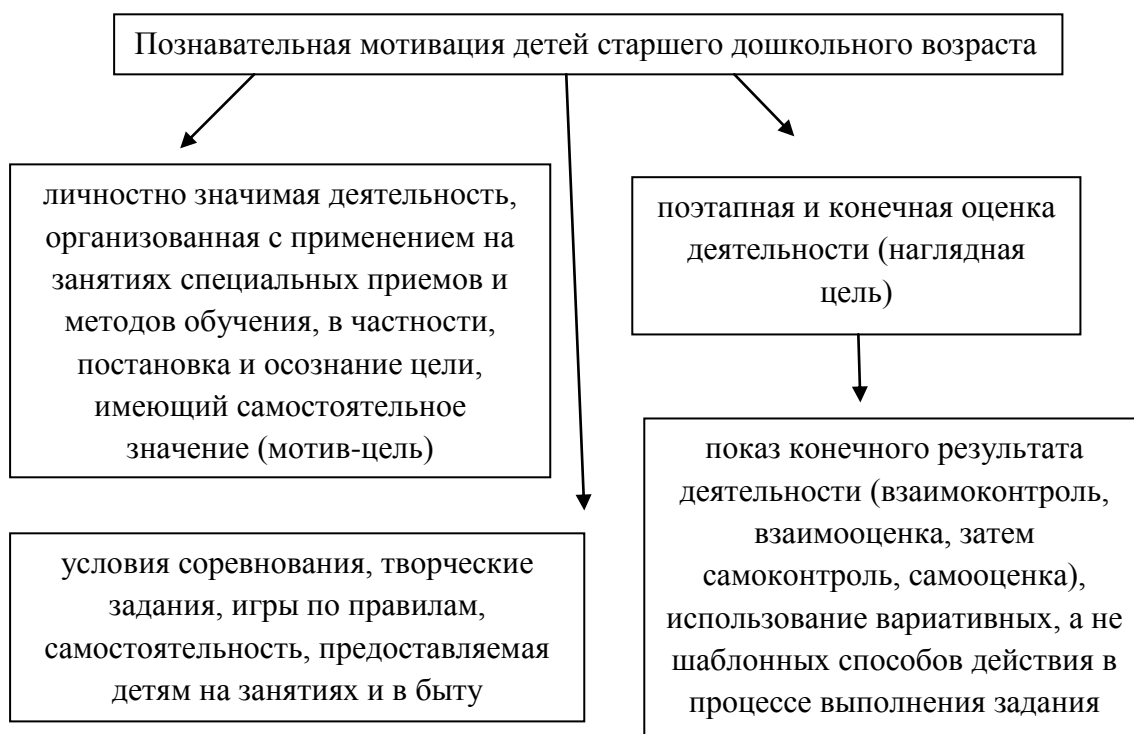 Познавательная мотивация детей старшего дошкольного возраста
личностно значимая деятельность,
организованная с применением на
занятиях специальных приемов и
методов обучения, в частности,
постановка и осознание цели,
имеющий самостоятельное
значение (мотив-цель)
поэтапная и конечная оценка
деятельности (наглядная
цель)
условия соревнования, творческие
задания, игры по правилам,
самостоятельность, предоставляемая
детям на занятиях и в быту
показ конечного результата
деятельности (взаимоконтроль,
взаимооценка, затем
самоконтроль, самооценка),
использование вариативных, а не
шаблонных способов действия в
процессе выполнения задания